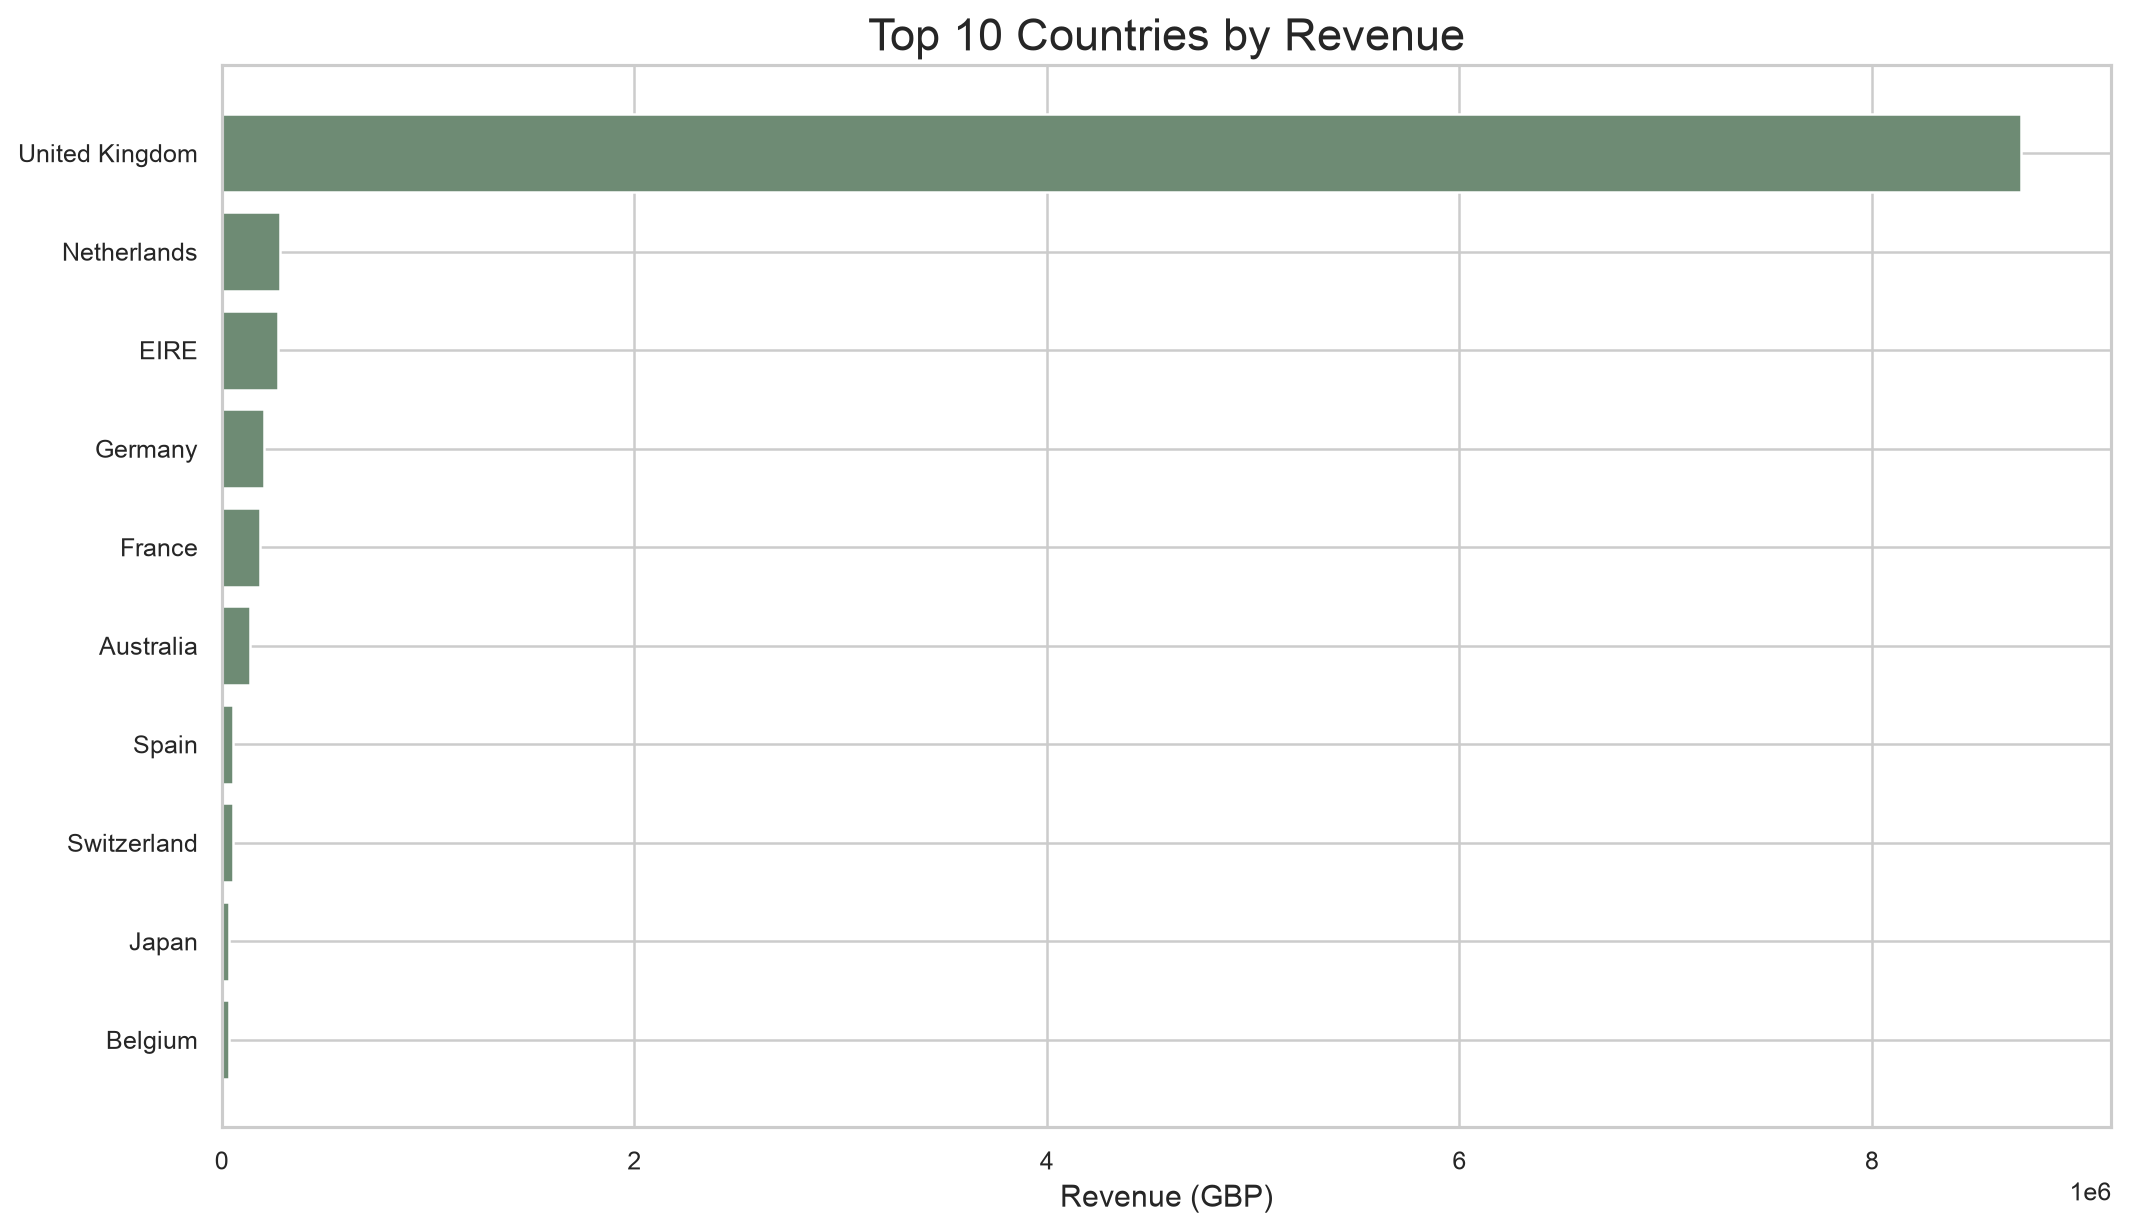 Top 10 Countries by Revenue
United Kingdom
Netherlands
EIRE
Germany
France
Australia
Spain
Switzerland
Japan
Belgium
0 2 4 6 8
Revenue (GBP)
1e6